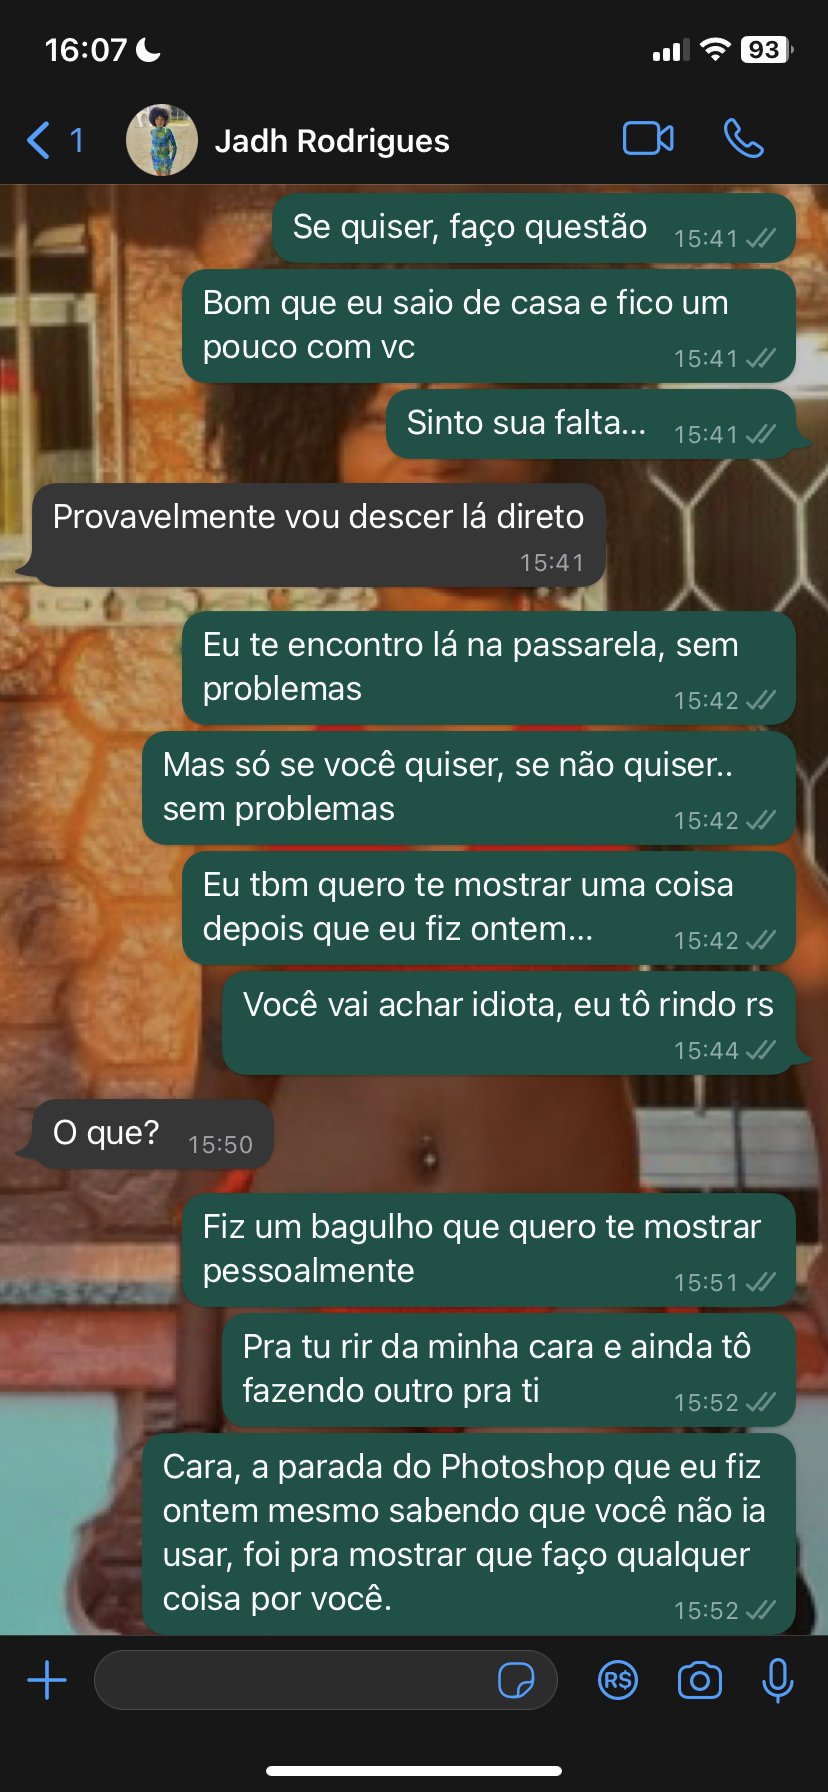 16:07
93
1
Jadh Rodrigues
Se quiser, faço questão
15:41
Bom que eu saio de casa e fico um
pouco com vc
15:41
Sinto sua falta...
15:41
Provavelmente vou descer lá direto
15:41
Eu te encontro lá na passarela, sem
problemas
15:42
Mas só se você quiser, se não quiser..
sem problemas
15:42
Eu tbm quero te mostrar uma coisa
depois que eu fiz ontem...
15:42
Você vai achar idiota, eu tô rindo rs
15:44
O que?
15:50
Fiz um bagulho que quero te mostrar
pessoalmente
15:51
Pra tu rir da minha cara e ainda tô
fazendo outro pra ti
15:52
Cara, a parada do Photoshop que eu fiz
ontem mesmo sabendo que você não ia
usar, foi pra mostrar que faço qualquer
coisa por você.
15:52
R$